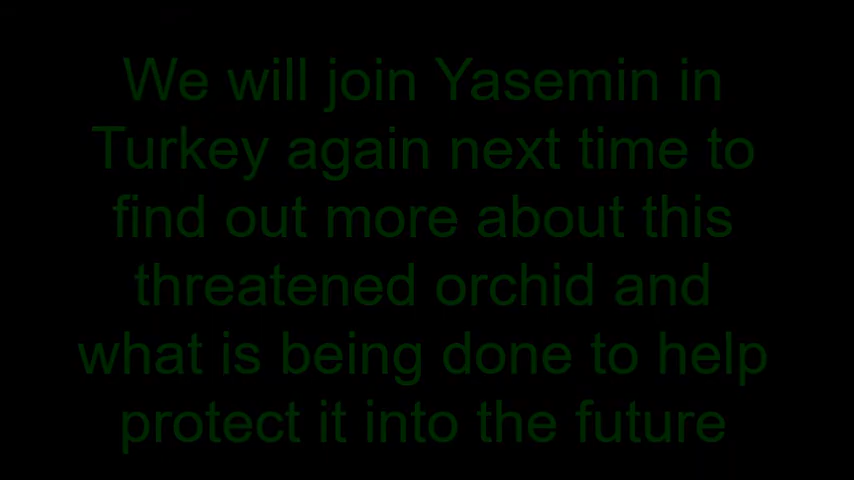 We will join Yasemin in
Turkey again next time to
find out more about this
threatened orchid and
what is being done to help
protect it into the future